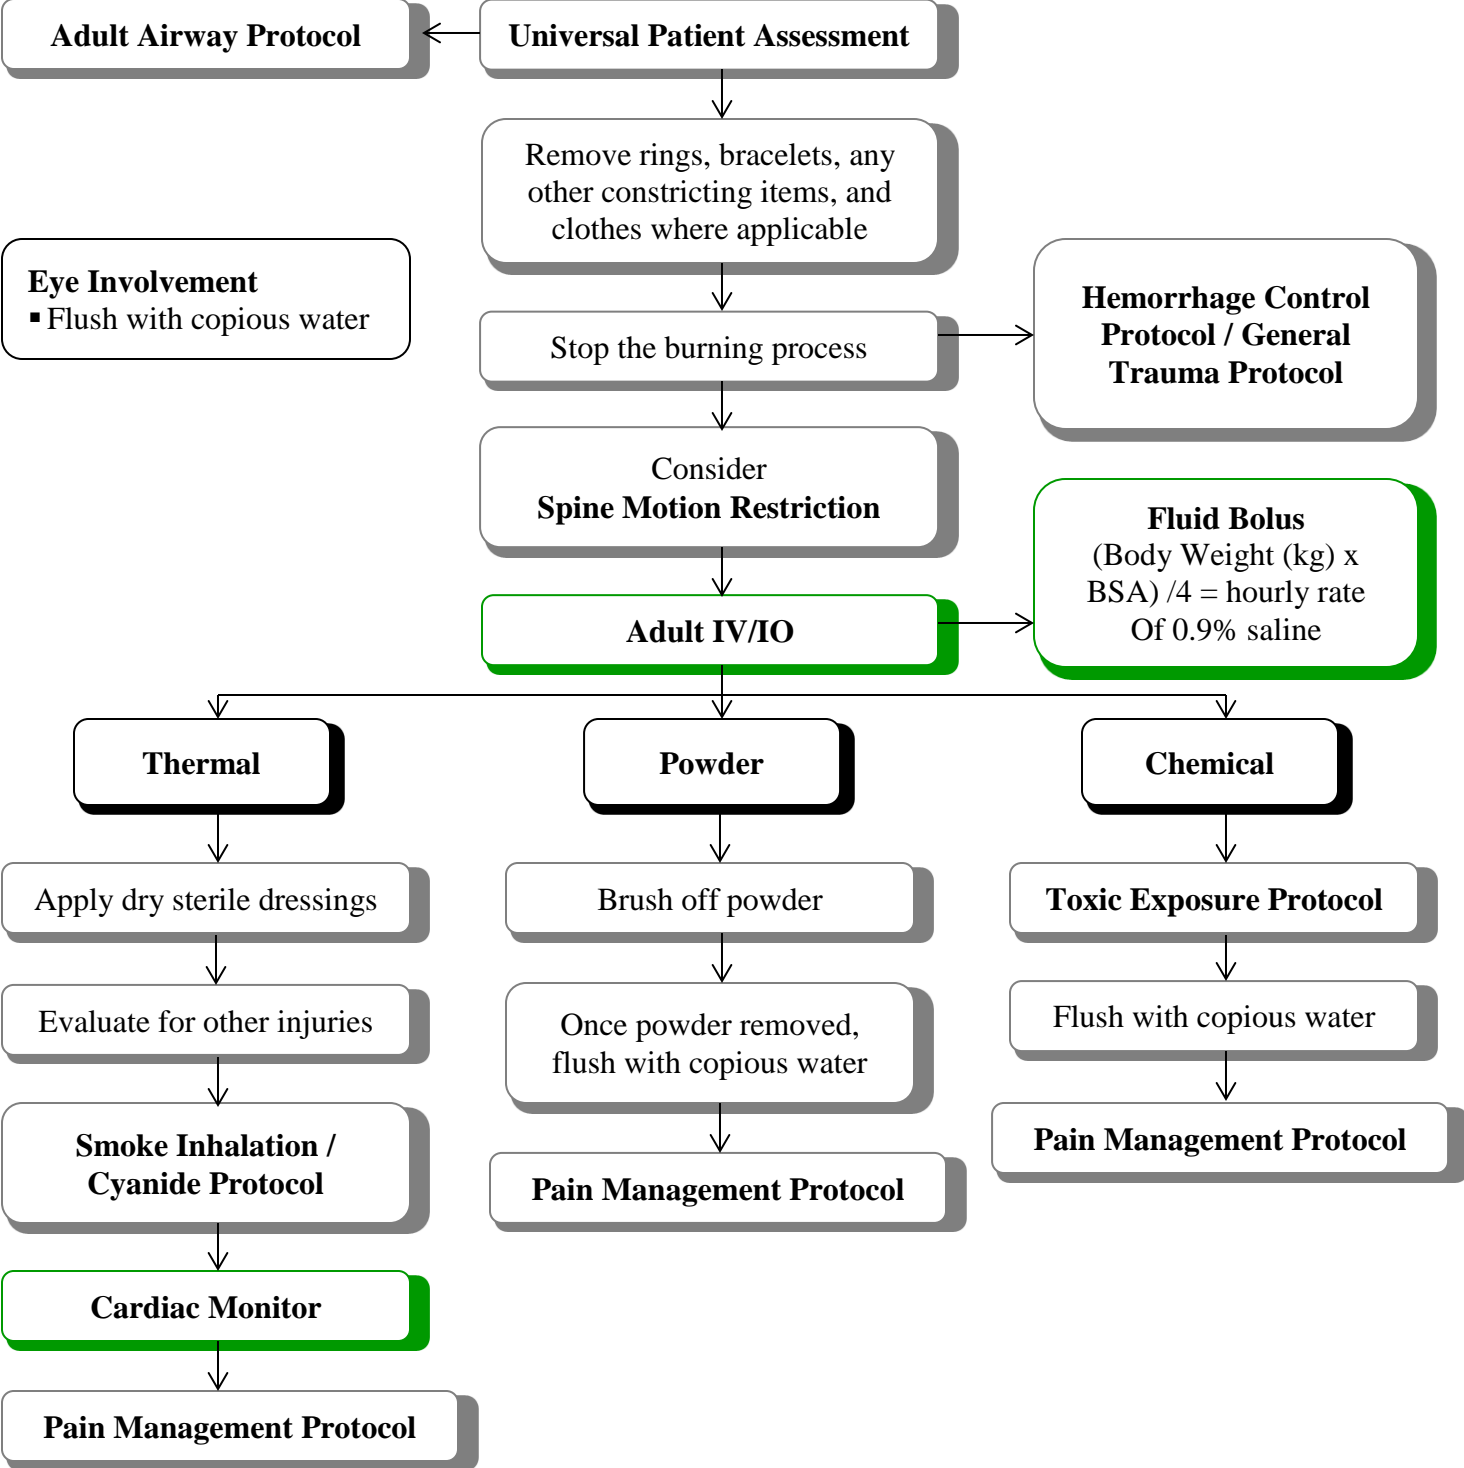 Adult Airway Protocol
Universal Patient Assessment
Remove rings, bracelets, any
other constricting items, and
clothes where applicable
Eye Involvement
▪ Flush with copious water
Stop the burning process
Hemorrhage Control
Protocol / General
Trauma Protocol
Consider
Spine Motion Restriction
Adult IV/IO
Fluid Bolus
(Body Weight (kg) x
BSA) /4 = hourly rate
Of 0.9% saline
Thermal
Apply dry sterile dressings
Evaluate for other injuries
Smoke Inhalation /
Cyanide Protocol
Cardiac Monitor
Pain Management Protocol
Powder
Brush off powder
Once powder removed,
flush with copious water
Pain Management Protocol
Chemical
Toxic Exposure Protocol
Flush with copious water
Pain Management Protocol